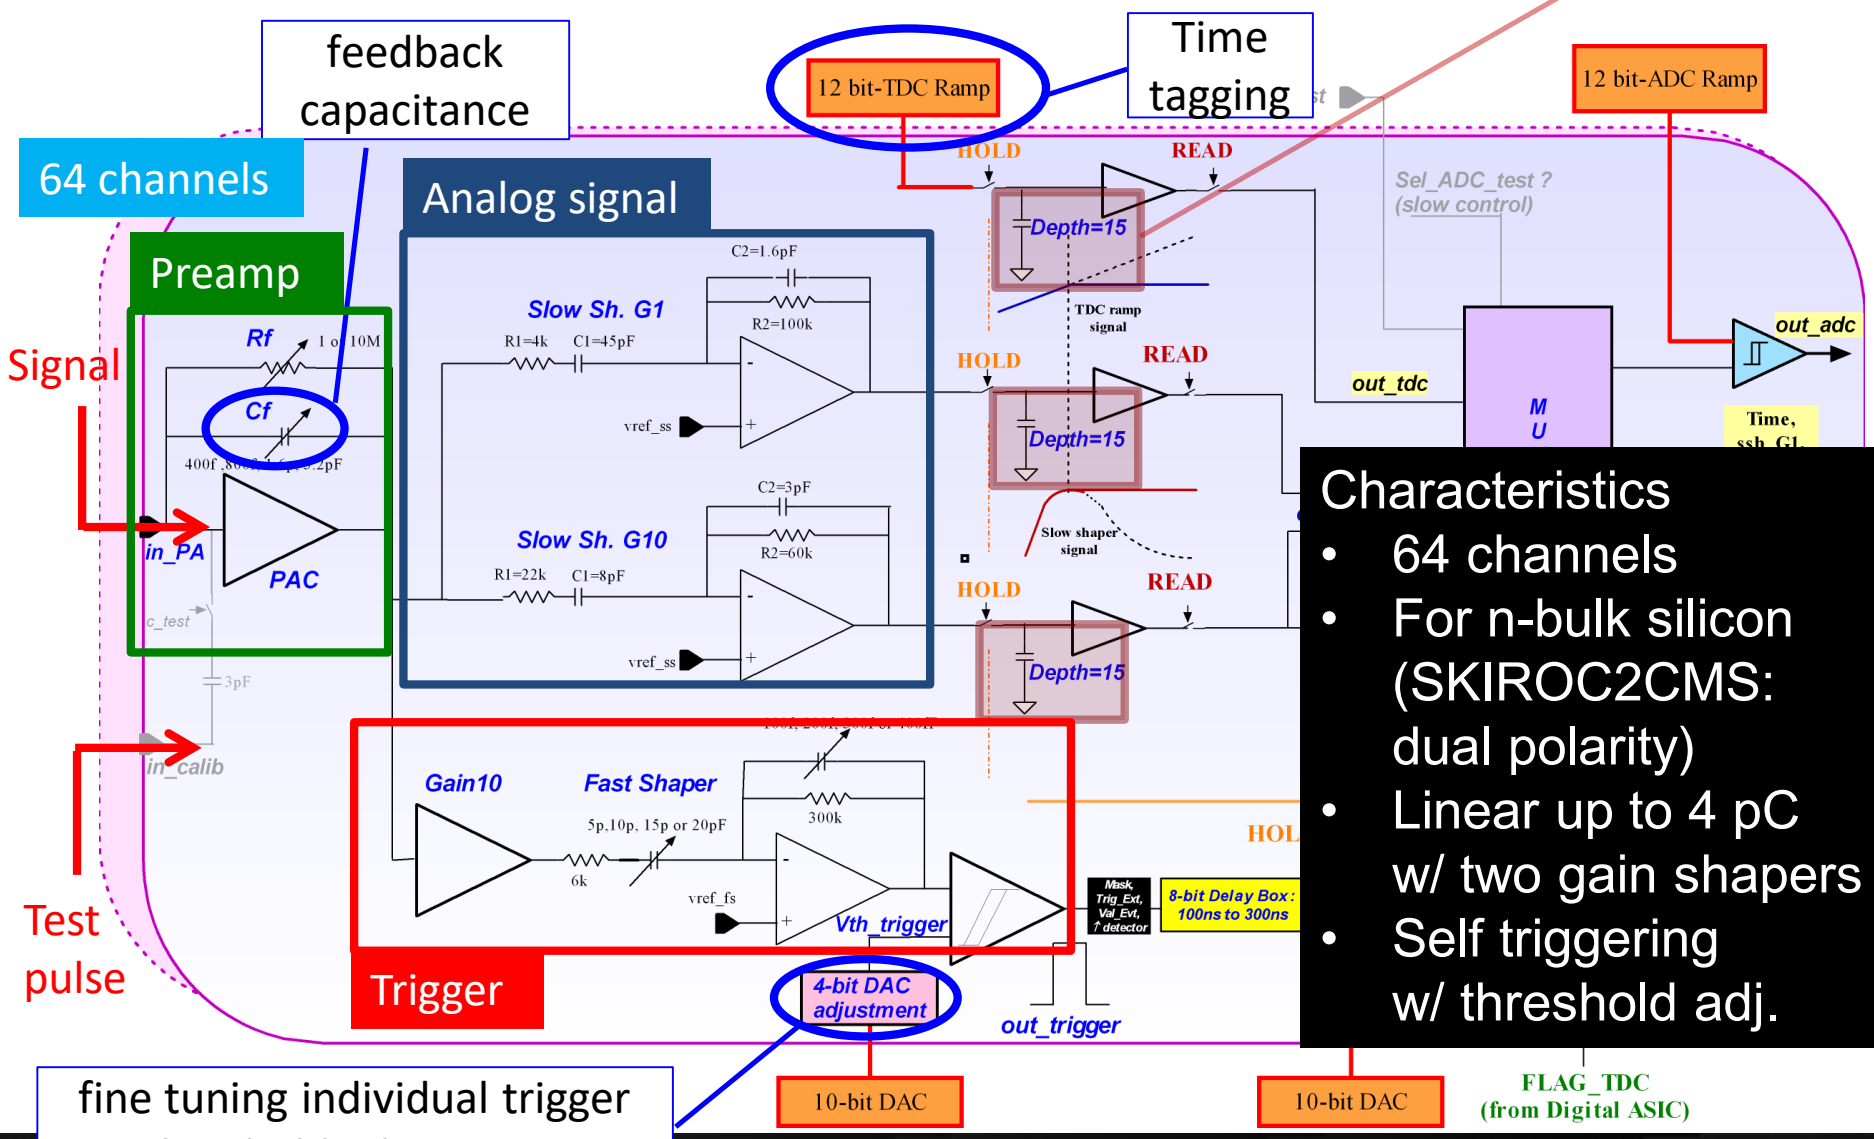 feedback
capacitance
12 bit-TDC Ramp
Time
tagging
12 bit-ADC Ramp
64 channels
Analog signal
Preamp
HOLD
READ
Sel_ADC_test ?
(slow control)
Depth=15
TDC ramp
signal
Rf
1 or 10M
Signal
Cf
in_PA
PAC
c_test
3pF
in_calib
Test
pulse
Slow Sh. G1
C2=1.6pF
R2=100k
R1=4k
C1=45pF
vref_ss
-
+
HOLD
READ
Depth=15
Slow shaper
signal
Slow Sh. G10
C2=3pF
R2=60k
R1=22k
C1=8pF
vref_ss
-
+
HOLD
READ
Depth=15
out_tdc
M
U
out_adc
Time,
ssh_G1,
Gain10
Fast Shaper
5p,10p, 15p or 20pF
6k
300k
vref_fs
-
+
Vth_trigger
Trigger
4-bit DAC
adjustment
out_trigger
Mask,
Trig_Ext,
Val_Evt,
↑ detector
8-bit Delay Box :
100ns to 300ns
HOL
Characteristics
• 64 channels
• For n-bulk silicon
(SKIROC2CMS:
dual polarity)
• Linear up to 4 pC
w/ two gain shapers
• Self triggering
w/ threshold adj.
fine tuning individual trigger
10-bit DAC
10-bit DAC
FLAG_TDC
(from Digital ASIC)